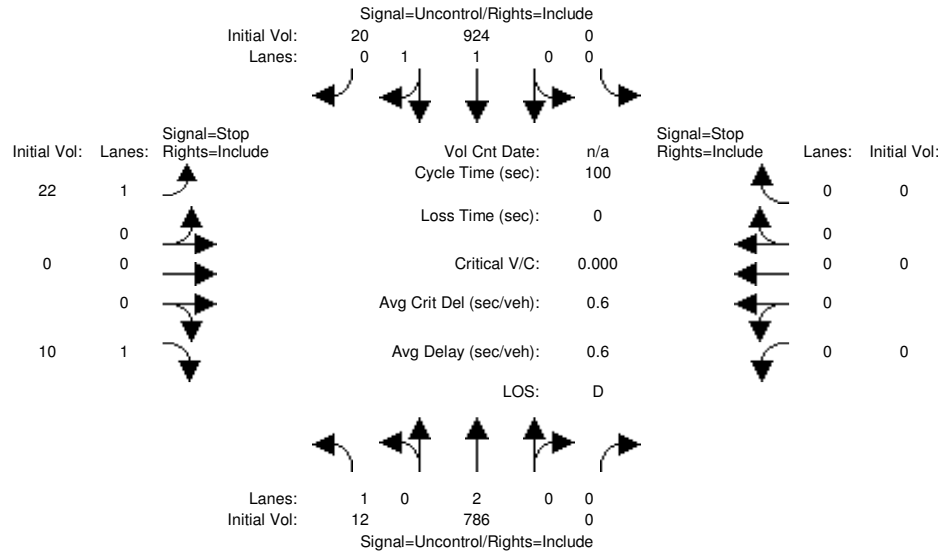 Signal=Uncontrol/Rights=Include
Initial Vol: 20 924 0
Lanes: 0 1 1 0 0
Signal=Stop
Initial Vol: Lanes: Rights=Include
Vol Cnt Date: n/a
Signal=Stop
Rights=Include Lanes: Initial Vol:
Cycle Time (sec): 100
22 1
0 0
Loss Time (sec): 0
0
0
0 0
Critical V/C: 0.000
0 0
0
Avg Crit Del (sec/veh): 0.6
0
10 1
Avg Delay (sec/veh): 0.6
0 0
LOS: D
Lanes: 1 0 2 0 0
Initial Vol: 12 786 0
Signal=Uncontrol/Rights=Include